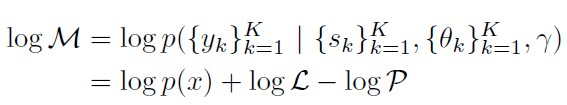 log ℳ = log p({y_k}_{k=1}^K | {s_k}_{k=1}^K, {θ_k}_{k=1}^K, γ)
= log p(x) + log ℒ − log 𝒫